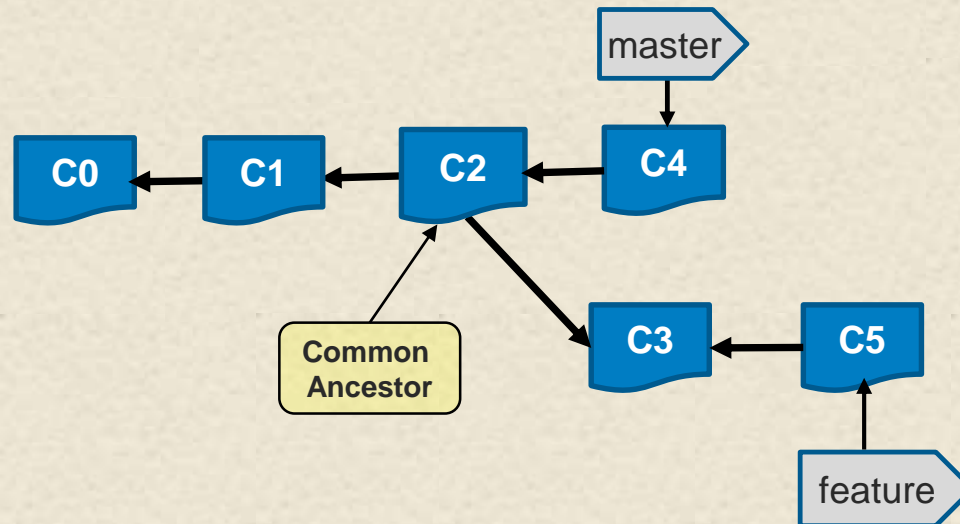 master
C0
C1
C2
C4
Common
Ancestor
C3
C5
feature